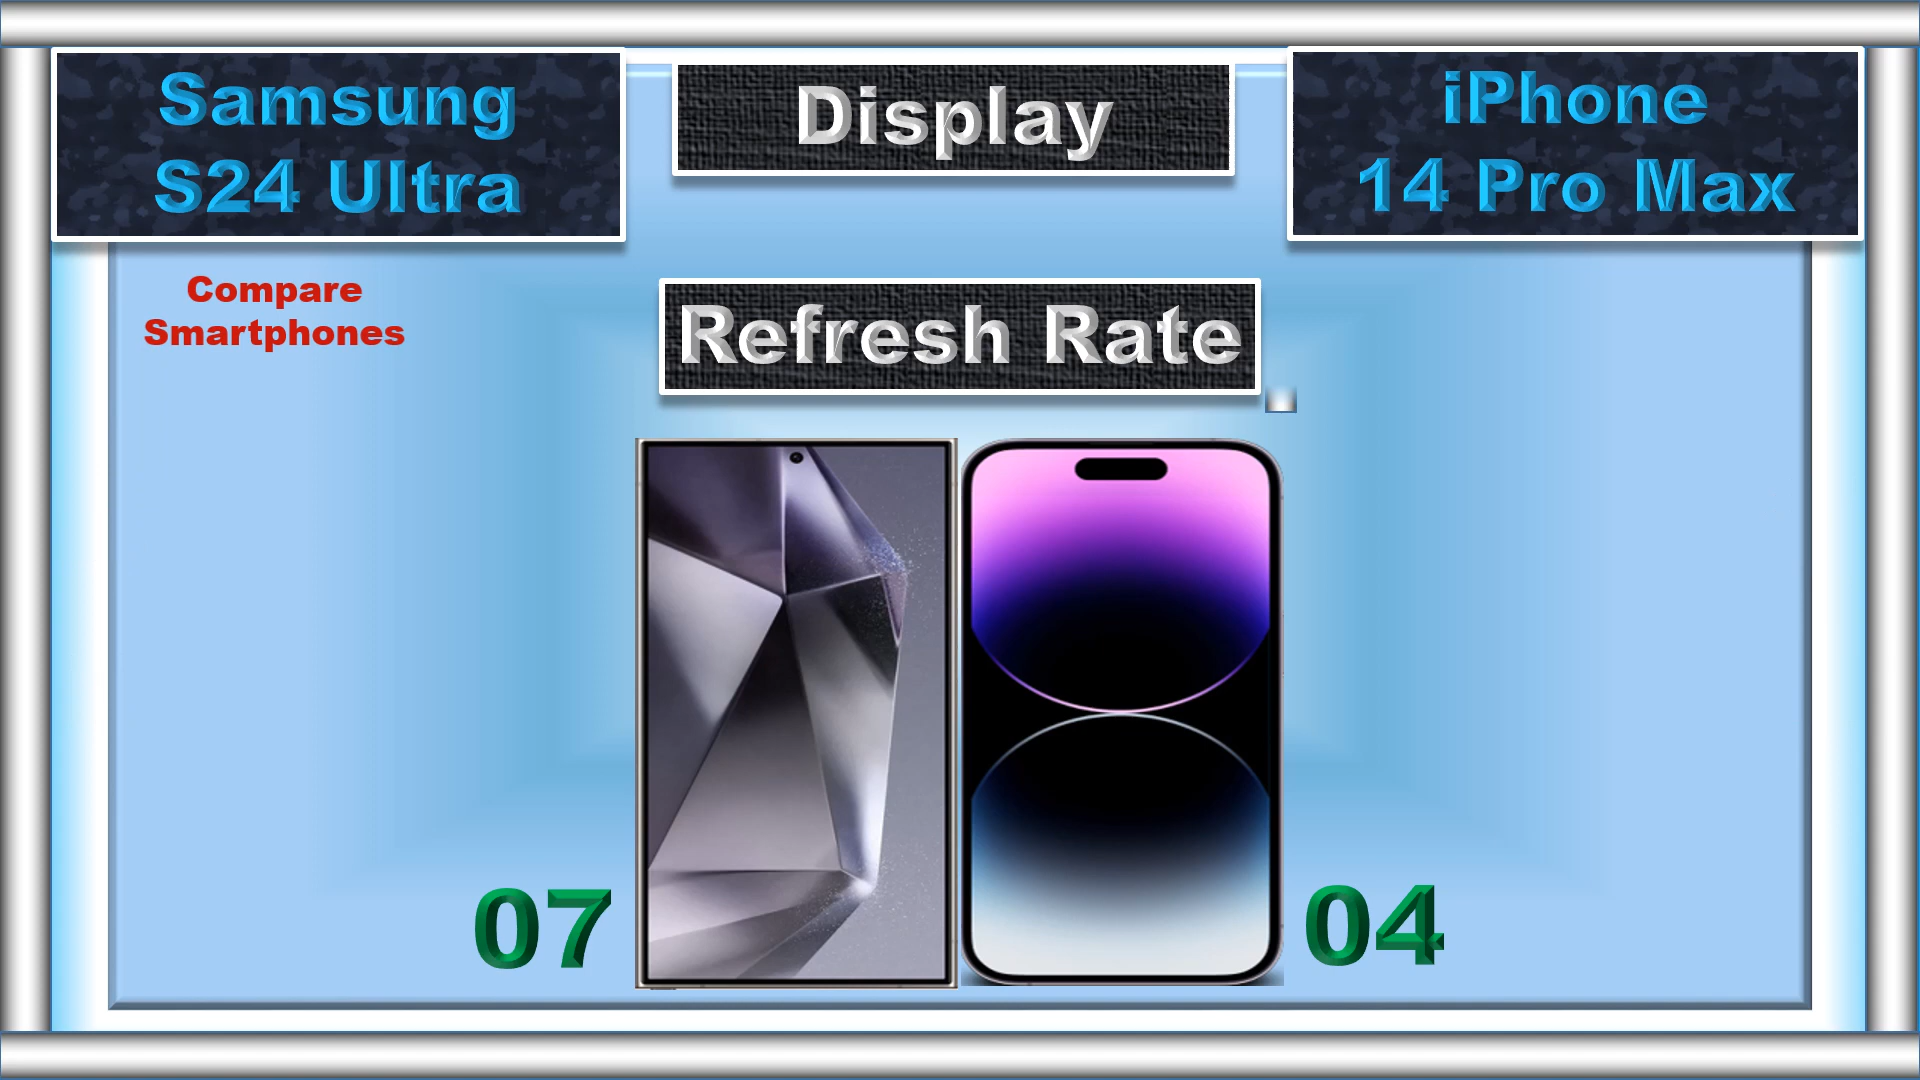 Samsung
S24 Ultra
Display
iPhone
14 Pro Max
Compare
Smartphones
Refresh Rate
07
04